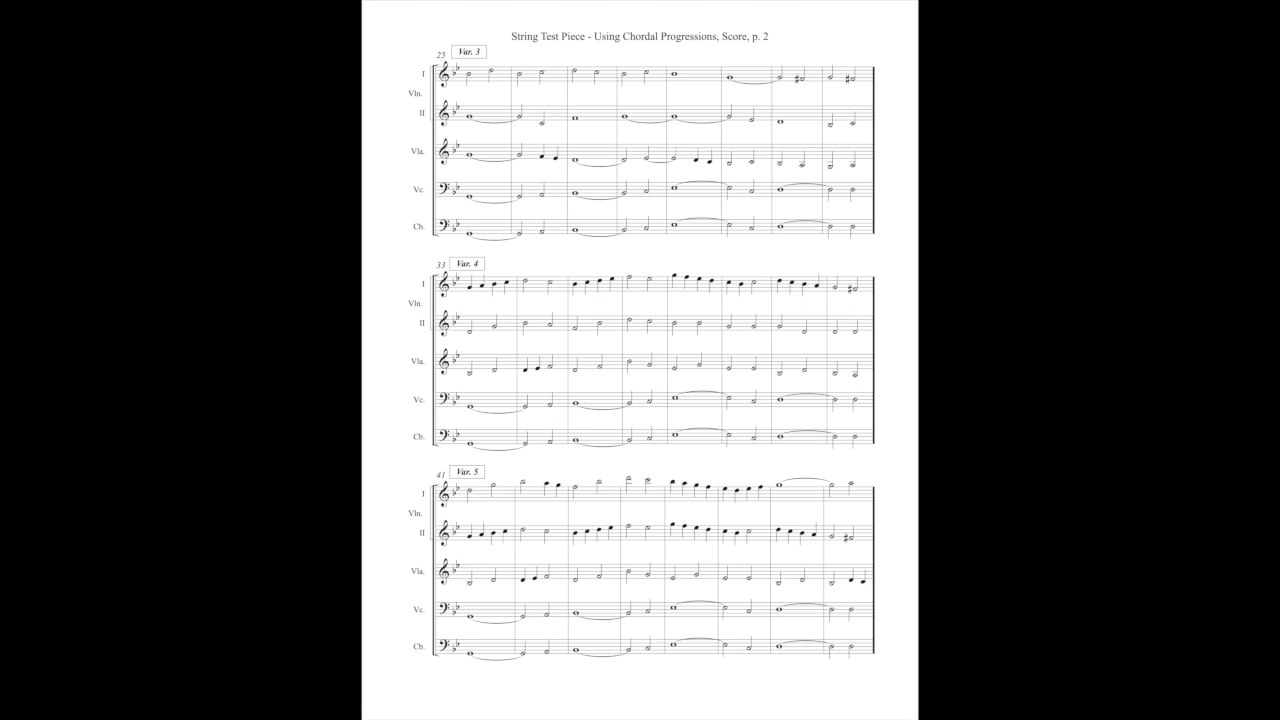 String Test Piece - Using Chordal Progressions, Score, p. 2
25 Var. 3
I
Vln.
II
Vla.
Vc.
Cb.
33 Var. 4
I
Vln.
II
Vla.
Vc.
Cb.
41 Var. 5
I
Vln.
II
Vla.
Vc.
Cb.